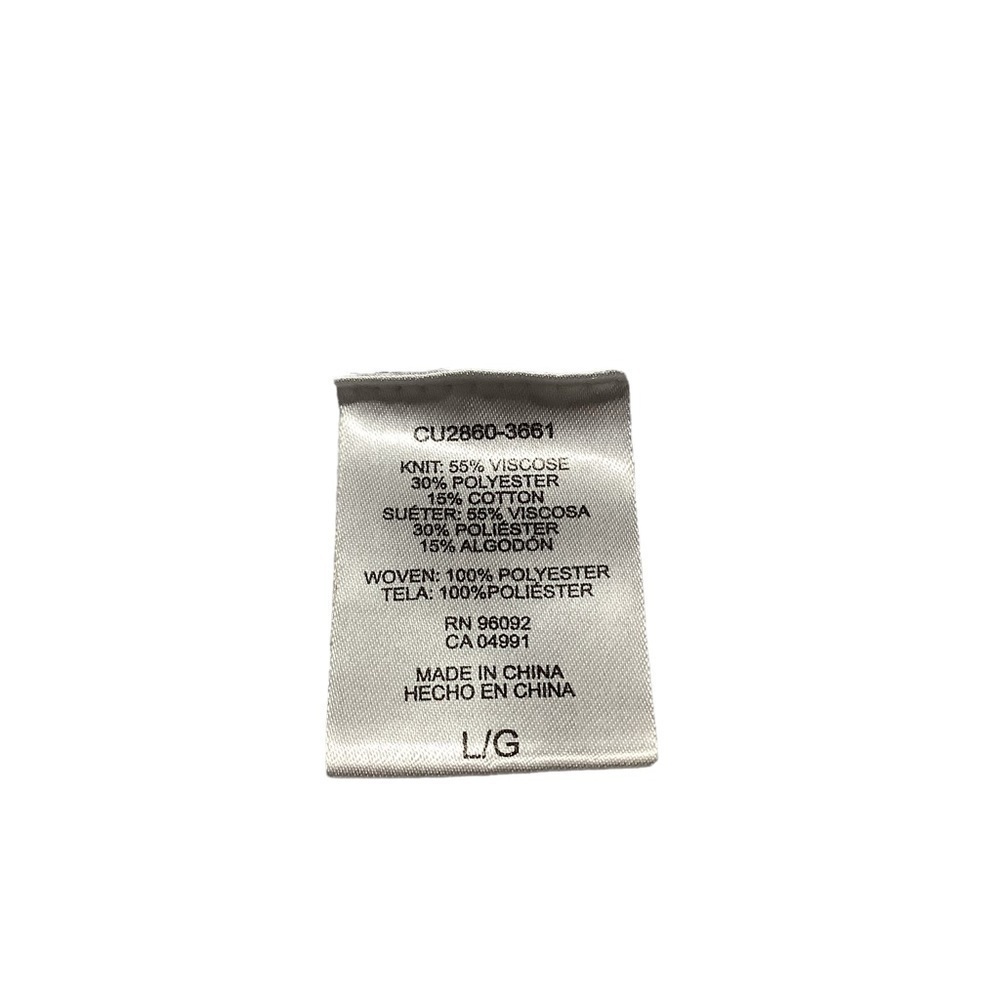 CU2860-3661
KNIT: 55% VISCOSE
30% POLYESTER
15% COTTON
SUÉTER: 55% VISCOSA
30% POLIÉSTER
15% ALGODÓN
WOVEN: 100% POLYESTER
TELA: 100%POLIÉSTER
RN 96092
CA 04991
MADE IN CHINA
HECHO EN CHINA
L/G